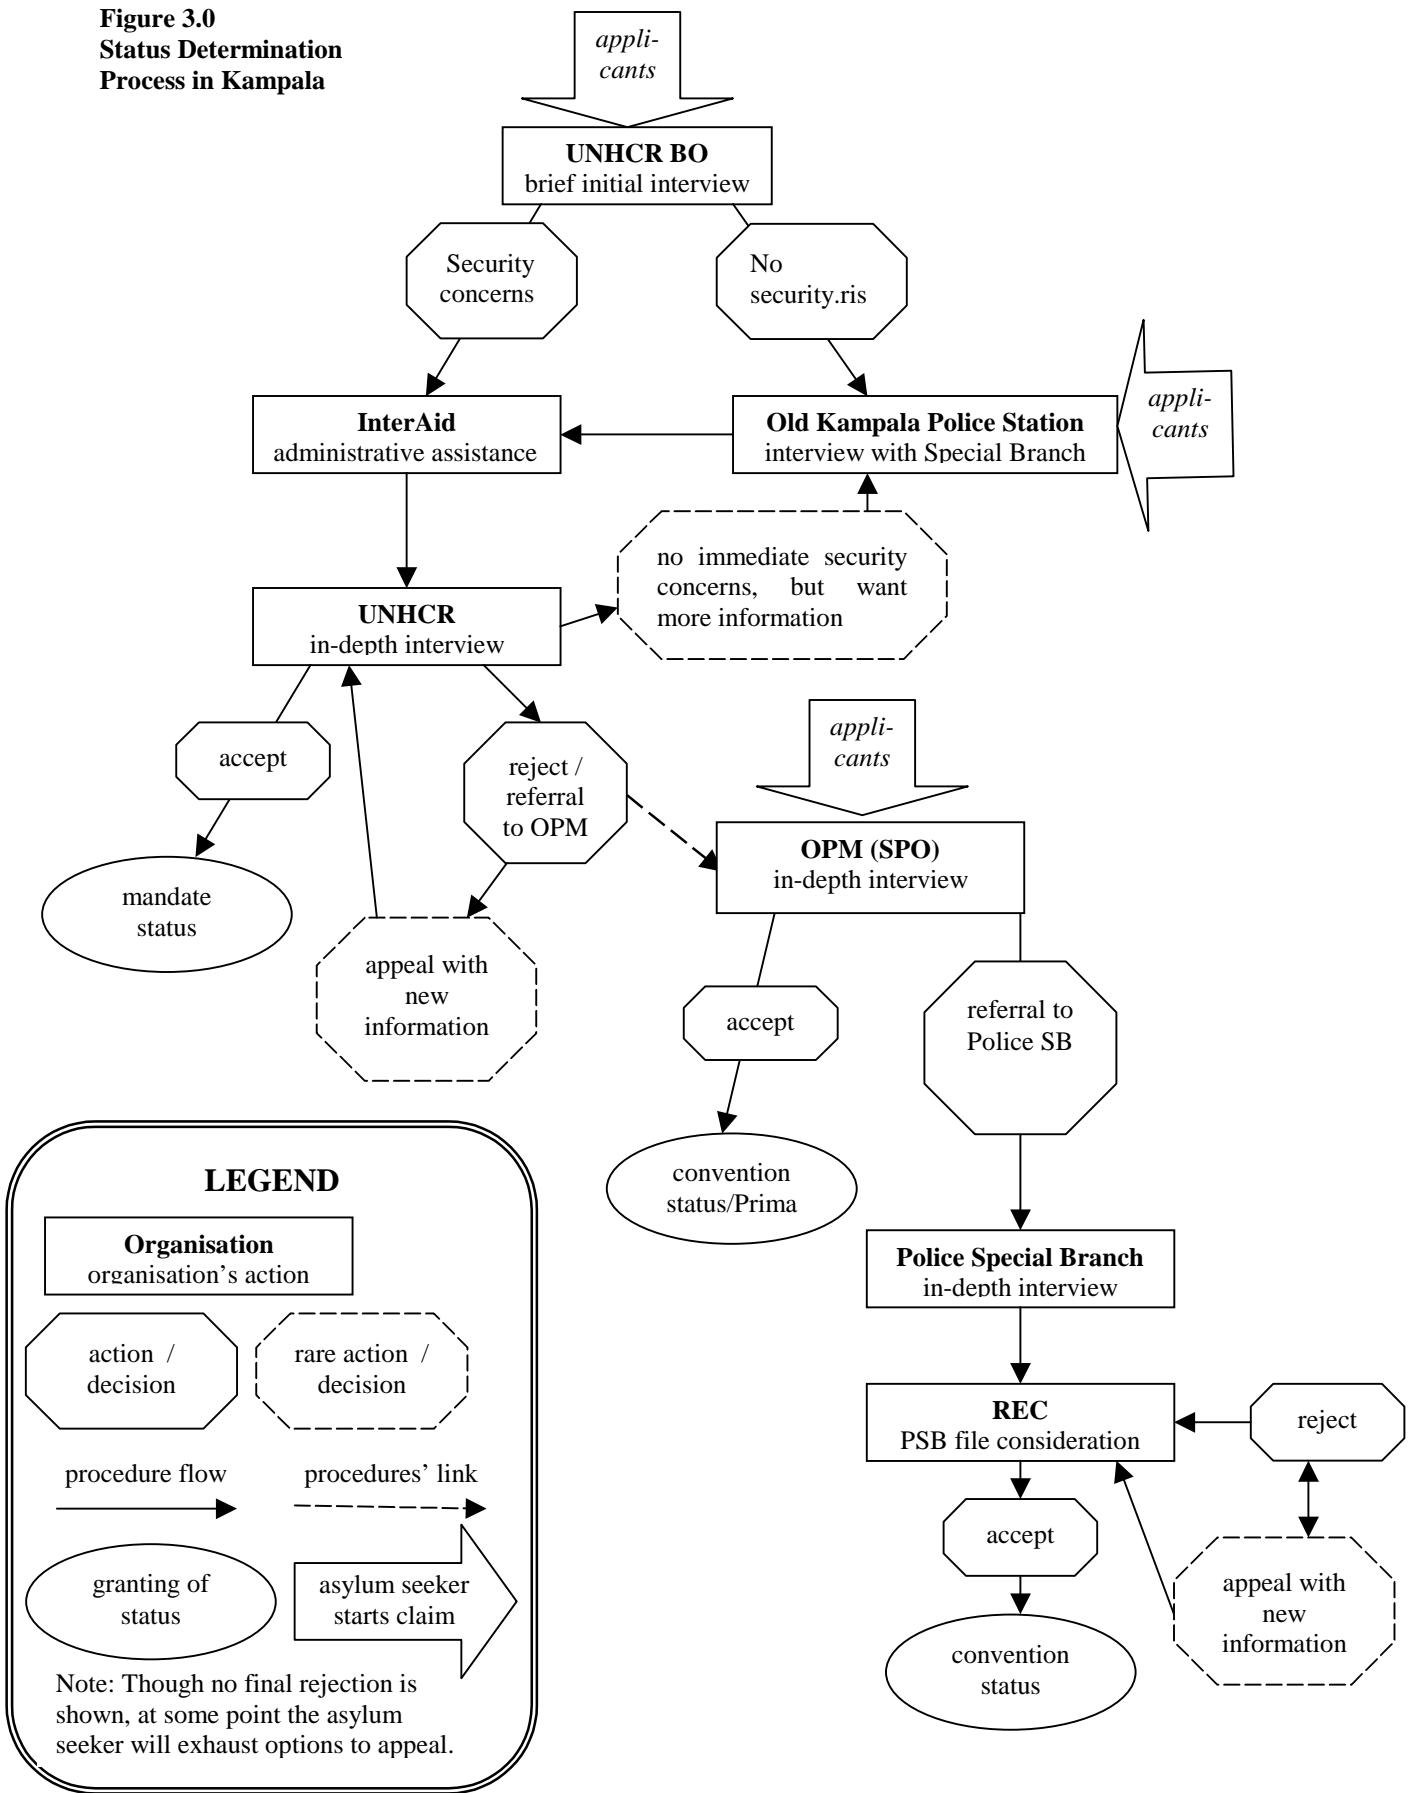 Figure 3.0
Status Determination
Process in Kampala
appli-
cants
UNHCR BO
brief initial interview
Security
concerns
No
security.ris
appli-
cants
InterAid
administrative assistance
Old Kampala Police Station
interview with Special Branch
no immediate security
concerns, but want
more information
UNHCR
in-depth interview
accept
reject /
referral
to OPM
appli-
cants
OPM (SPO)
in-depth interview
mandate
status
appeal with
new
information
accept
referral to
Police SB
convention
status/Prima
Police Special Branch
in-depth interview
REC
PSB file consideration
reject
accept
appeal with
new
information
convention
status
LEGEND
Organisation
organisation's action
action /
decision
rare action /
decision
procedure flow
procedures' link
granting of
status
asylum seeker
starts claim
Note: Though no final rejection is
shown, at some point the asylum
seeker will exhaust options to appeal.